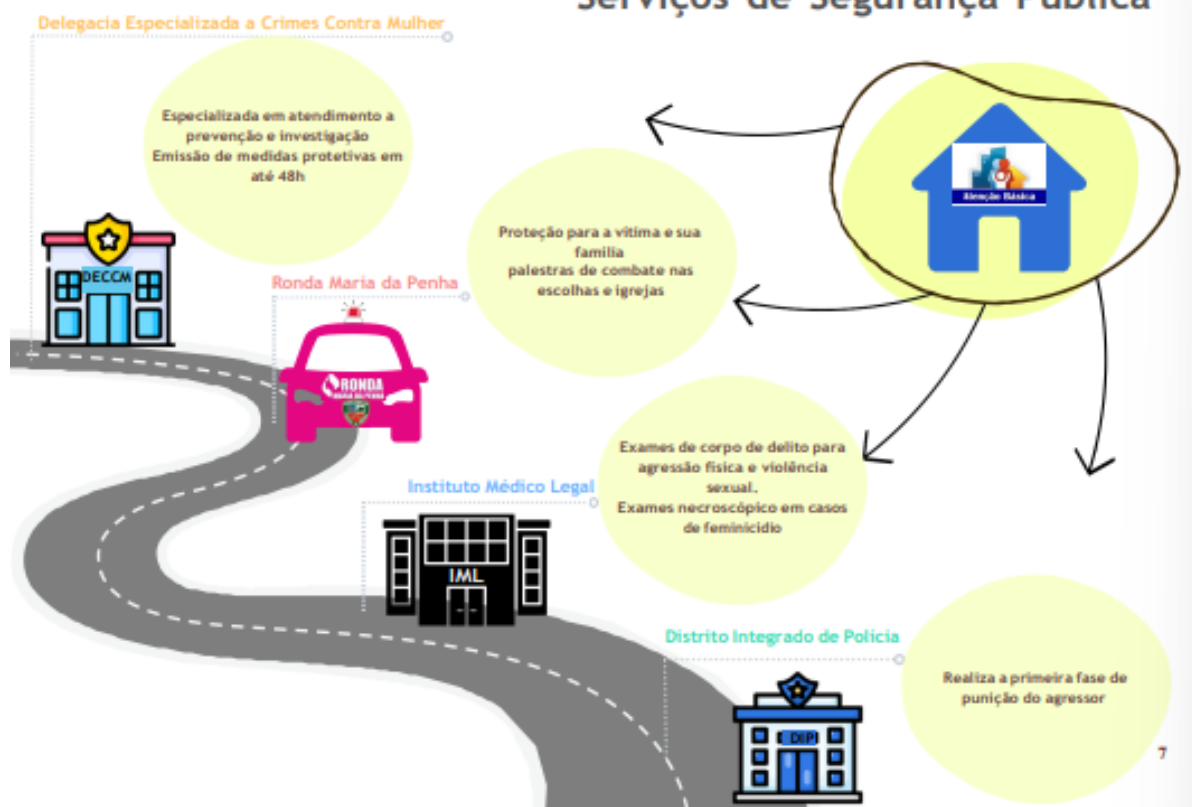 Serviços de Segurança Pública
Delegacia Especializada a Crimes Contra Mulher
Especializada em atendimento a
prevenção e investigação
Emissão de medidas protetivas em
até 48h
Atenção Básica
DECCM
Proteção para a vítima e sua
família
palestras de combate nas
escolhas e igrejas
Ronda Maria da Penha
RONDA
MARIA DA PENHA
Exames de corpo de delito para
agressão física e violência
sexual.
Exames necroscópico em casos
de feminicídio
Instituto Médico Legal
IML
Distrito Integrado de Polícia
Realiza a primeira fase de
punição do agressor
DIP
7